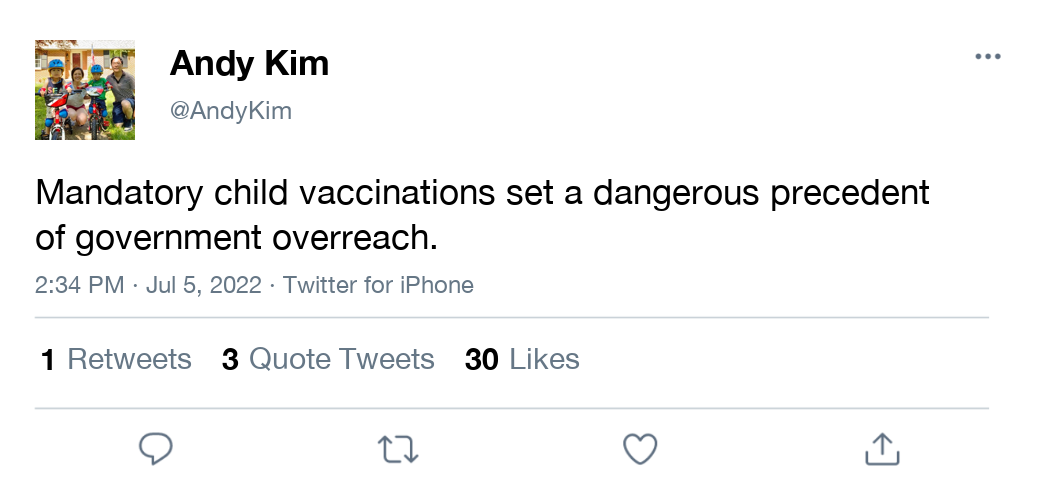 Andy Kim
@AndyKim
Mandatory child vaccinations set a dangerous precedent
of government overreach.
2:34 PM · Jul 5, 2022 · Twitter for iPhone
1 Retweets 3 Quote Tweets 30 Likes